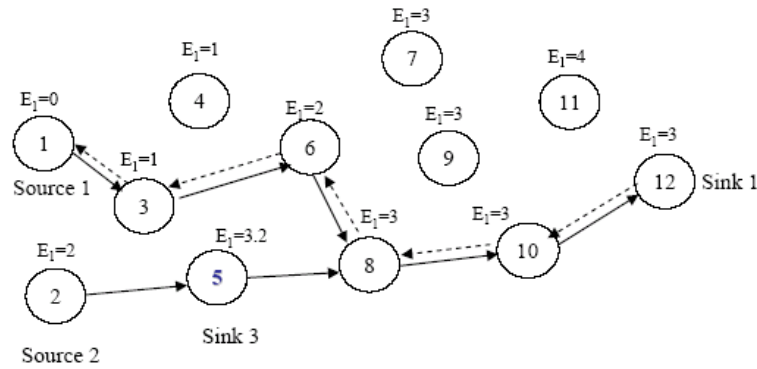 E₁=3
7
E₁=1
4
E₁=4
11
E₁=0
1
Source 1
E₁=2
6
E₁=3
9
E₁=3
12
Sink 1
E₁=1
3
E₁=3
8
E₁=3
10
E₁=2
2
Source 2
E₁=3.2
5
Sink 3